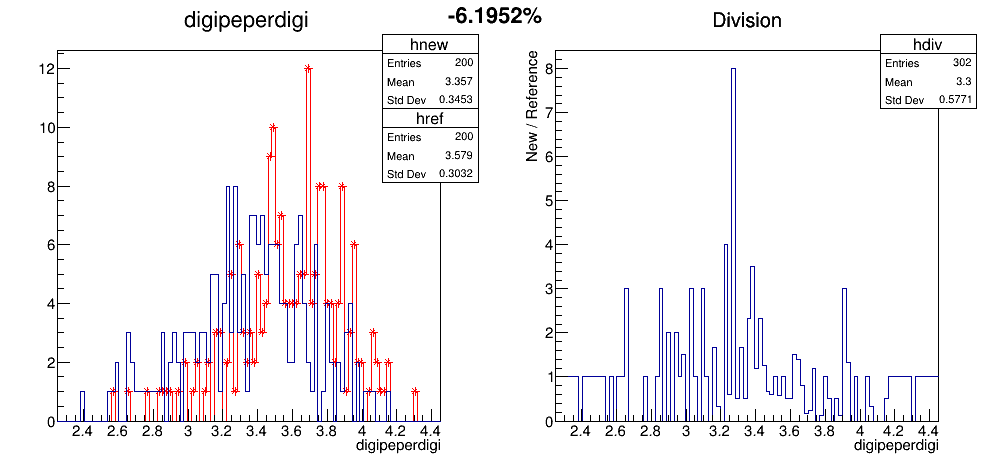 -6.1952%
digipeperdigi
hnew
Entries 200
Mean 3.357
Std Dev 0.3453
href
Entries 200
Mean 3.579
Std Dev 0.3032
12
10
8
6
4
2
0
2.4 2.6 2.8 3 3.2 3.4 3.6 3.8 4 4.2 4.4
digipeperdigi
Division
hdiv
Entries 302
Mean 3.3
Std Dev 0.5771
New / Reference
8
7
6
5
4
3
2
1
0
2.4 2.6 2.8 3 3.2 3.4 3.6 3.8 4 4.2 4.4
digipeperdigi